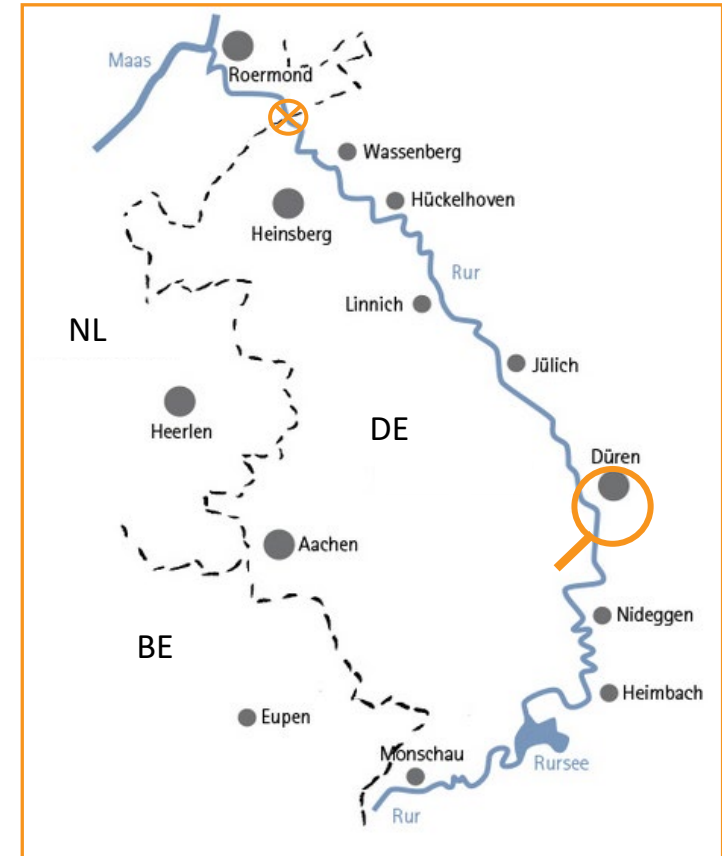 Maas
Roermond
Wassenberg
Hückelhoven
Heinsberg
Rur
Linnich
NL
Jülich
Heerlen
DE
Düren
Aachen
Nideggen
BE
Heimbach
Eupen
Monschau
Rursee
Rur